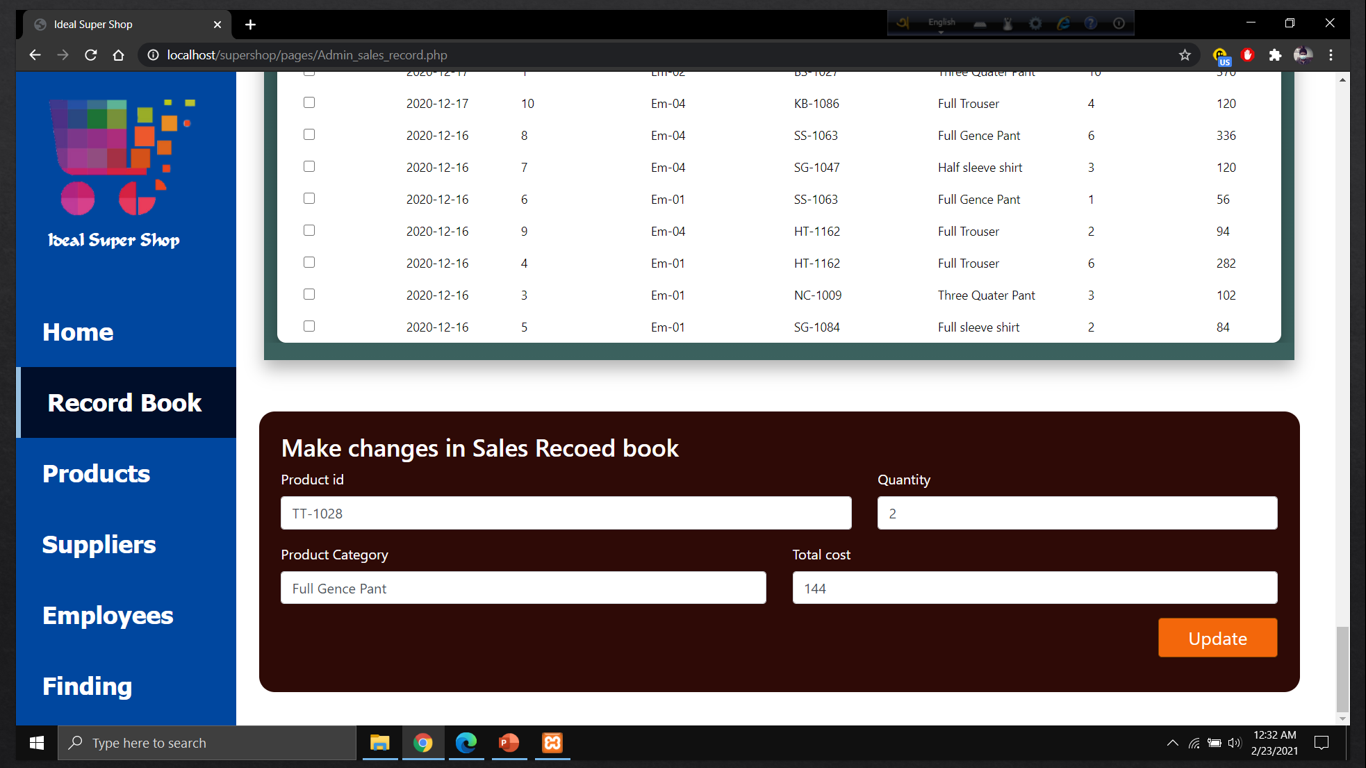 Ideal Super Shop
English
localhost/supershop/pages/Admin_sales_record.php
US
2020-12-17 1 Em-02 BS-1027 Three Quater Pant 10 370
2020-12-17 10 Em-04 KB-1086 Full Trouser 4 120
2020-12-16 8 Em-04 SS-1063 Full Gence Pant 6 336
2020-12-16 7 Em-04 SG-1047 Half sleeve shirt 3 120
2020-12-16 6 Em-01 SS-1063 Full Gence Pant 1 56
2020-12-16 9 Em-04 HT-1162 Full Trouser 2 94
2020-12-16 4 Em-01 HT-1162 Full Trouser 6 282
2020-12-16 3 Em-01 NC-1009 Three Quater Pant 3 102
2020-12-16 5 Em-01 SG-1084 Full sleeve shirt 2 84
Ideal Super Shop
Home
Record Book
Products
Suppliers
Employees
Finding
Make changes in Sales Recoed book
Product id Quantity
TT-1028 2
Product Category Total cost
Full Gence Pant 144
Update
Type here to search
12:32 AM
2/23/2021